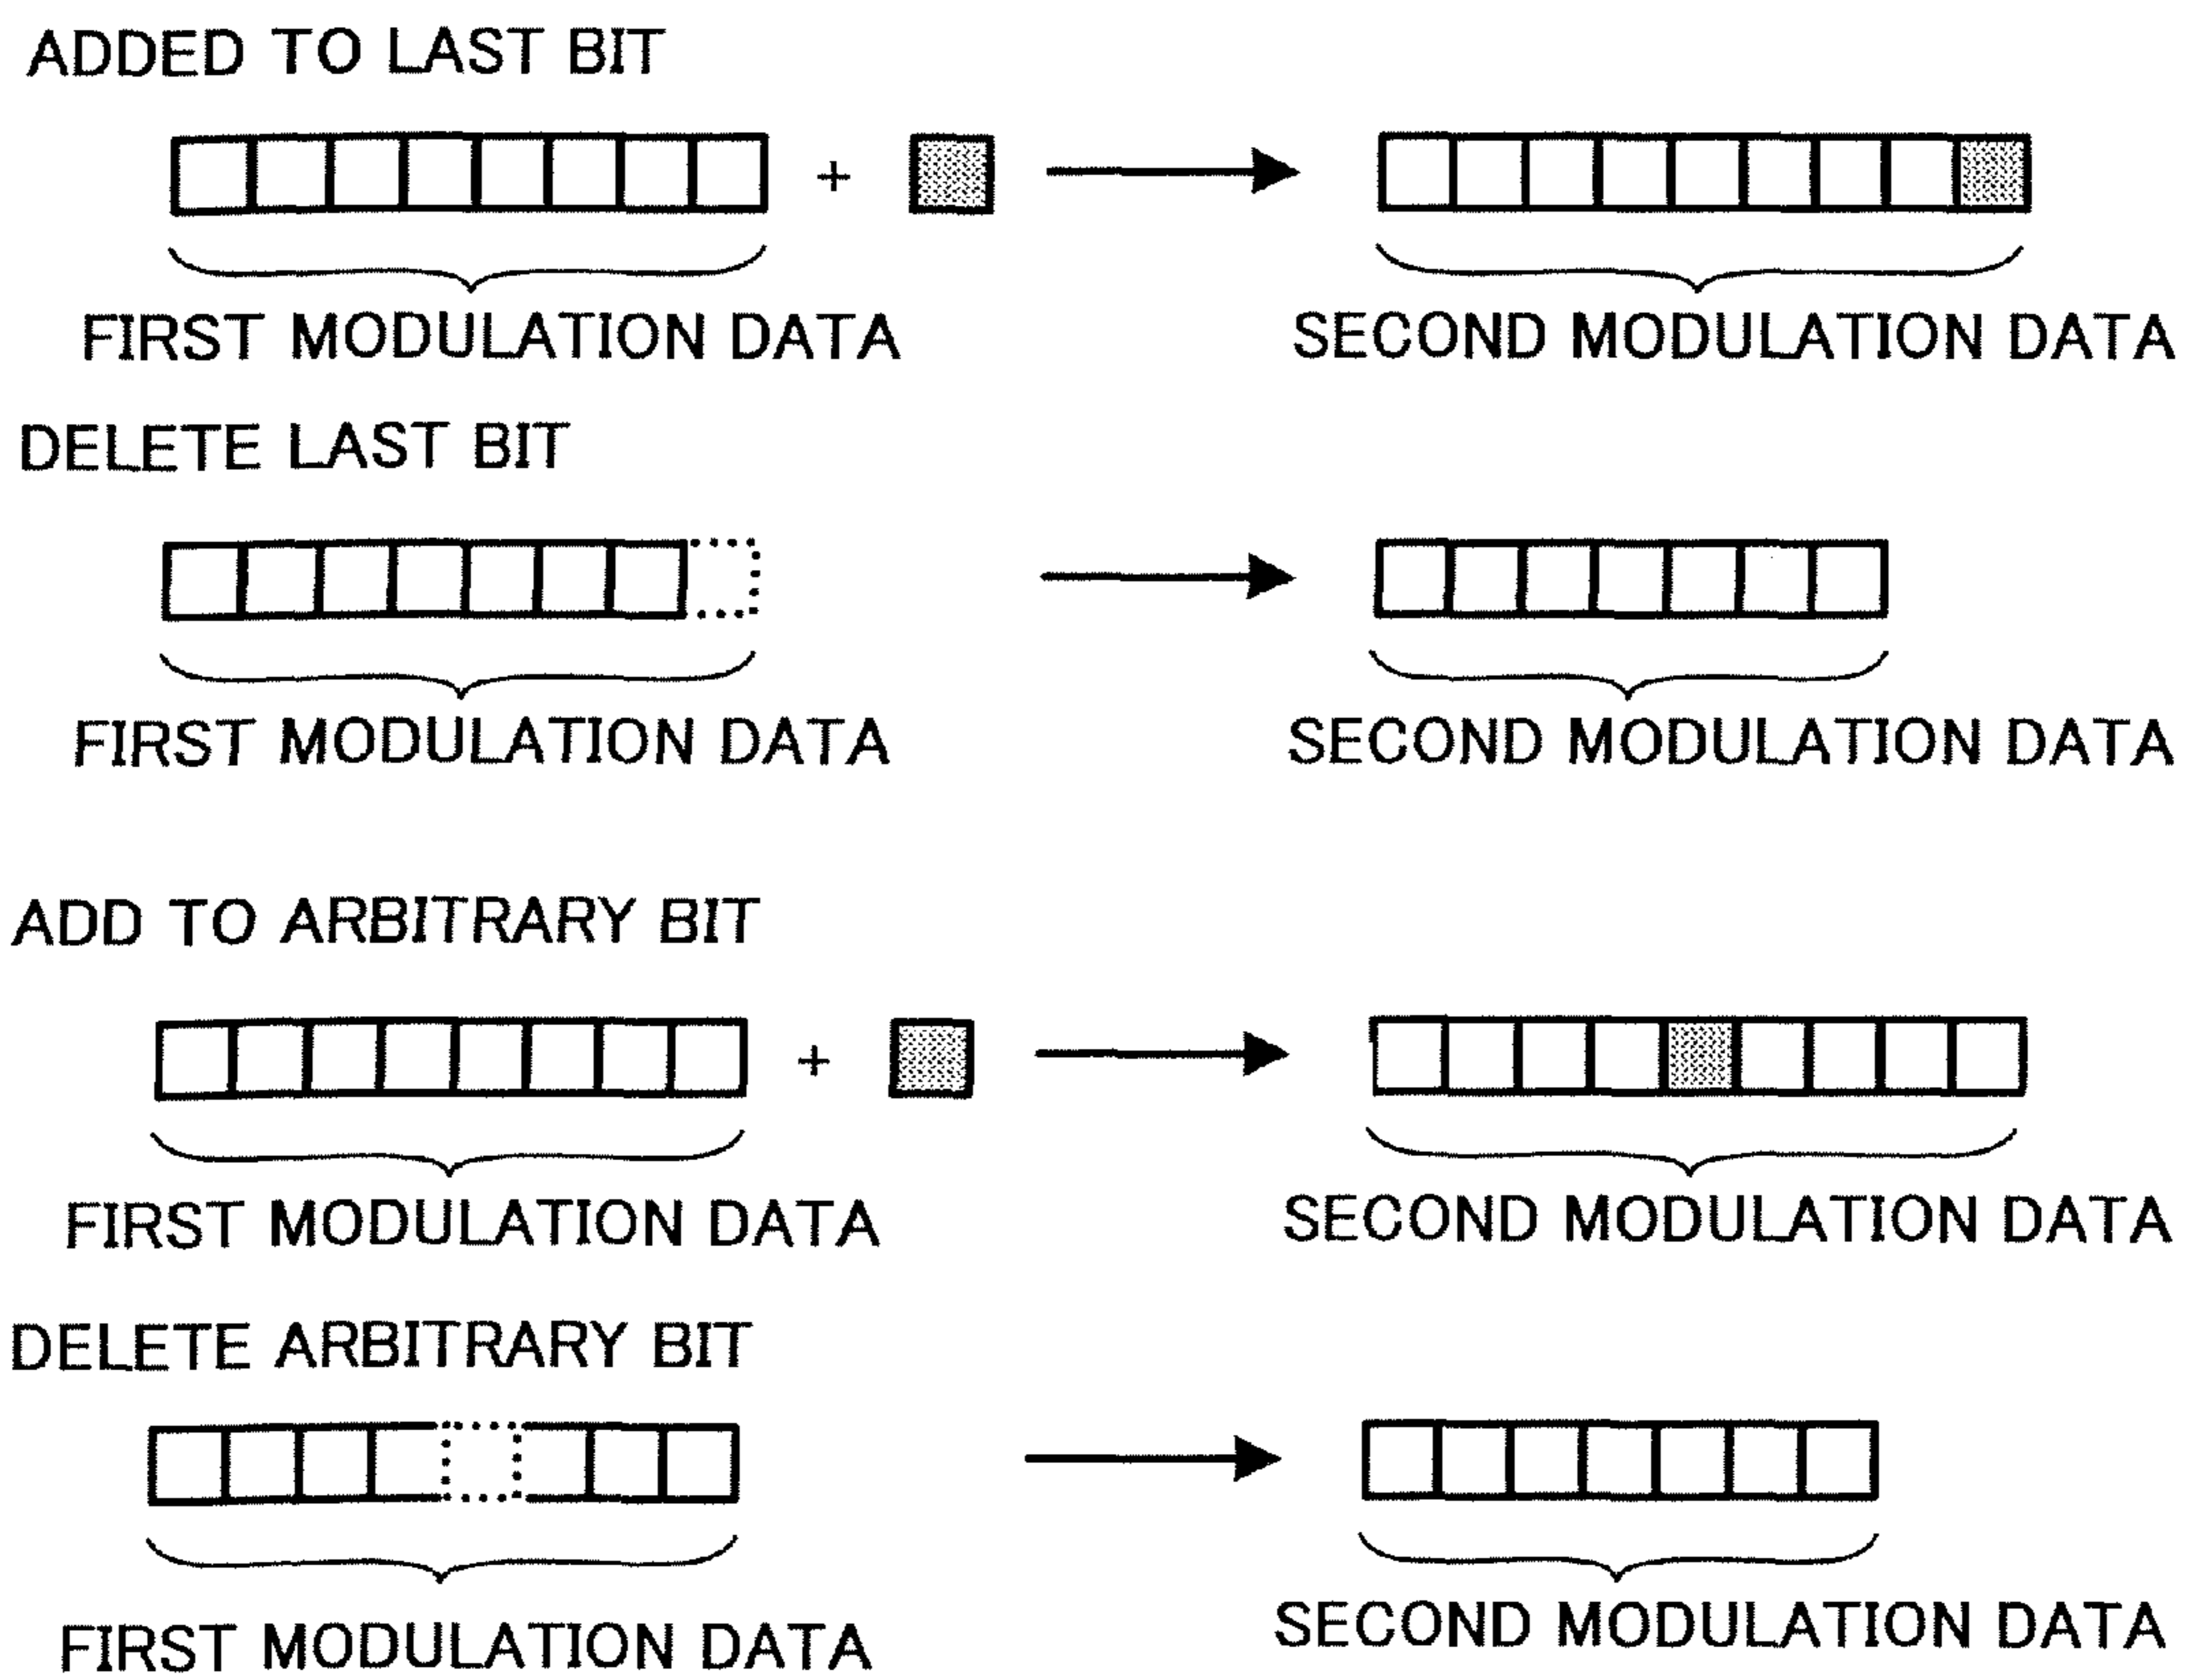 ADDED TO LAST BIT
+
FIRST MODULATION DATA
SECOND MODULATION DATA
DELETE LAST BIT
FIRST MODULATION DATA
SECOND MODULATION DATA
ADD TO ARBITRARY BIT
+
FIRST MODULATION DATA
SECOND MODULATION DATA
DELETE ARBITRARY BIT
FIRST MODULATION DATA
SECOND MODULATION DATA